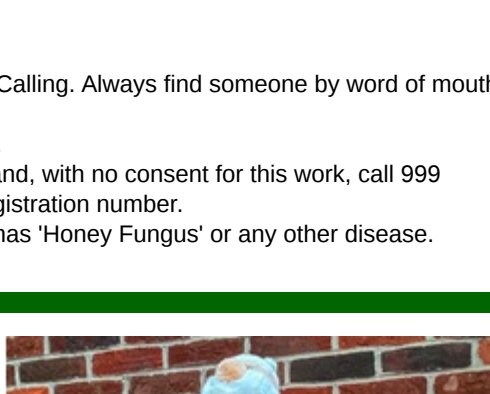 Calling. Always find someone by word of mouth
and, with no consent for this work, call 999
gistration number.
has 'Honey Fungus' or any other disease.